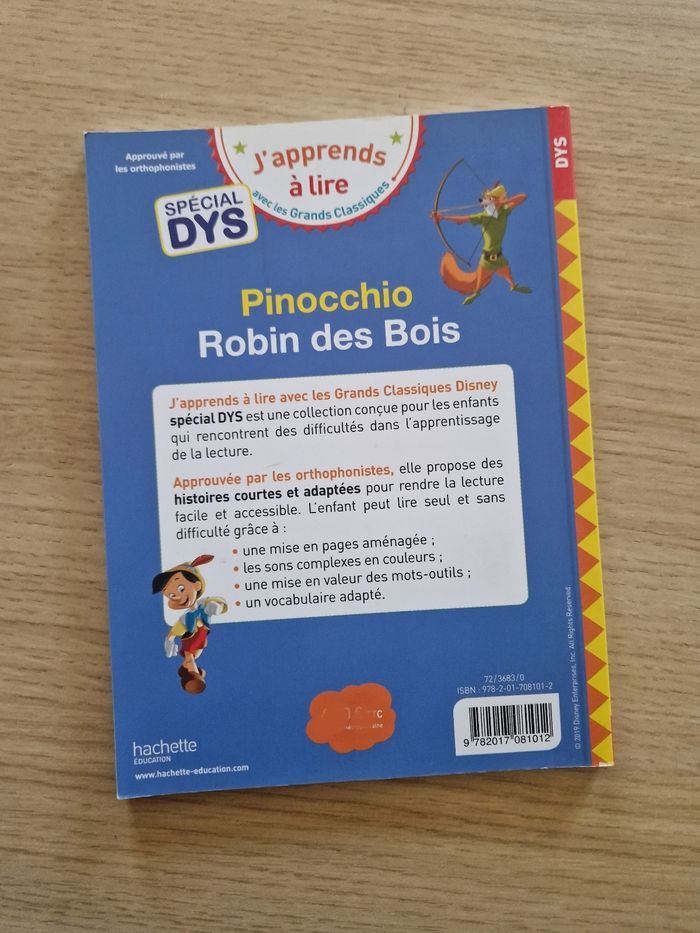 Approuvé par
les orthophonistes
J'apprends
à lire
avec les Grands Classiques
SPÉCIAL
DYS
DYS
Pinocchio
Robin des Bois
J'apprends à lire avec les Grands Classiques Disney
spécial DYS est une collection conçue pour les enfants
qui rencontrent des difficultés dans l'apprentissage
de la lecture.
Approuvée par les orthophonistes, elle propose des
histoires courtes et adaptées pour rendre la lecture
facile et accessible. L'enfant peut lire seul et sans
difficulté grâce à :
• une mise en pages aménagée ;
• les sons complexes en couleurs ;
• une mise en valeur des mots-outils ;
• un vocabulaire adapté.
72/3683/0
ISBN : 978-2-01-708101-2
9 782017 081012
hachette
ÉDUCATION
www.hachette-education.com
© 2019 Disney Enterprises, Inc. All Rights Reserved.